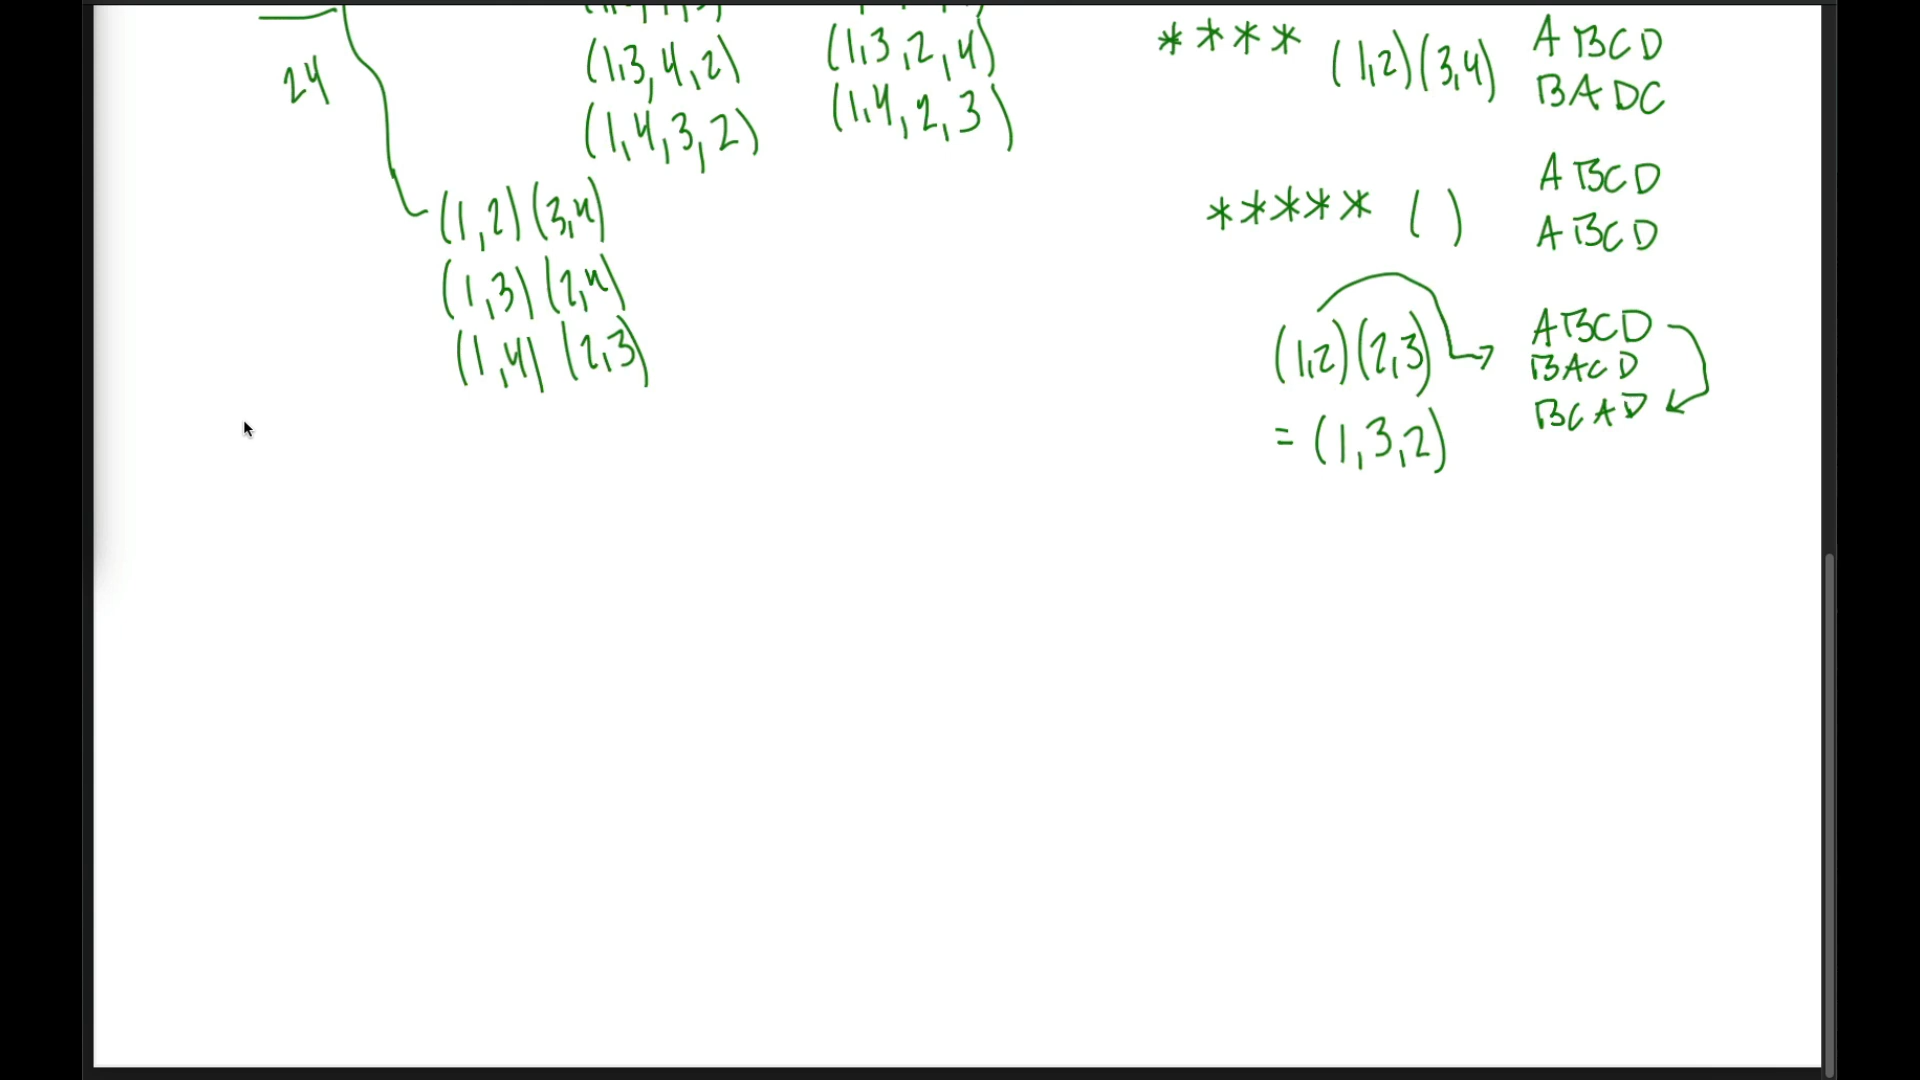 24
(1,3,4,2)
(1,4,3,2)
(1,3,2,4)
(1,4,2,3)
(1,2)(3,4)
(1,3)(2,4)
(1,4)(2,3)
**** (1,2)(3,4)
ABCD
BADC
***** ( )
ABCD
ABCD
(1,2)(2,3)
= (1,3,2)
ABCD
BACD
BCAD